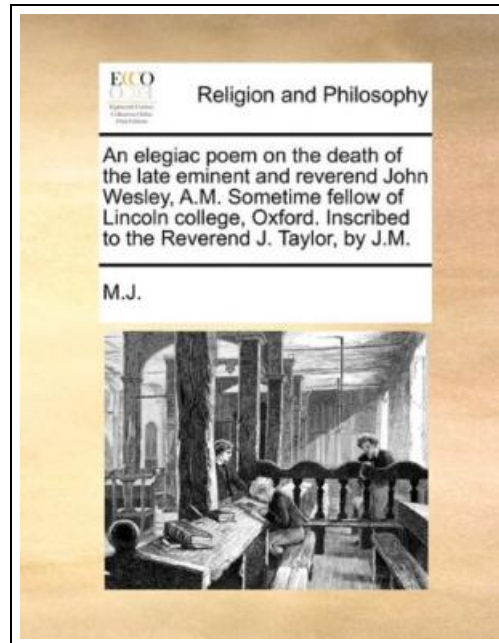 ECCO
Religion and Philosophy
An elegiac poem on the death of
the late eminent and reverend John
Wesley, A.M. Sometime fellow of
Lincoln college, Oxford. Inscribed
to the Reverend J. Taylor, by J.M.
M.J.